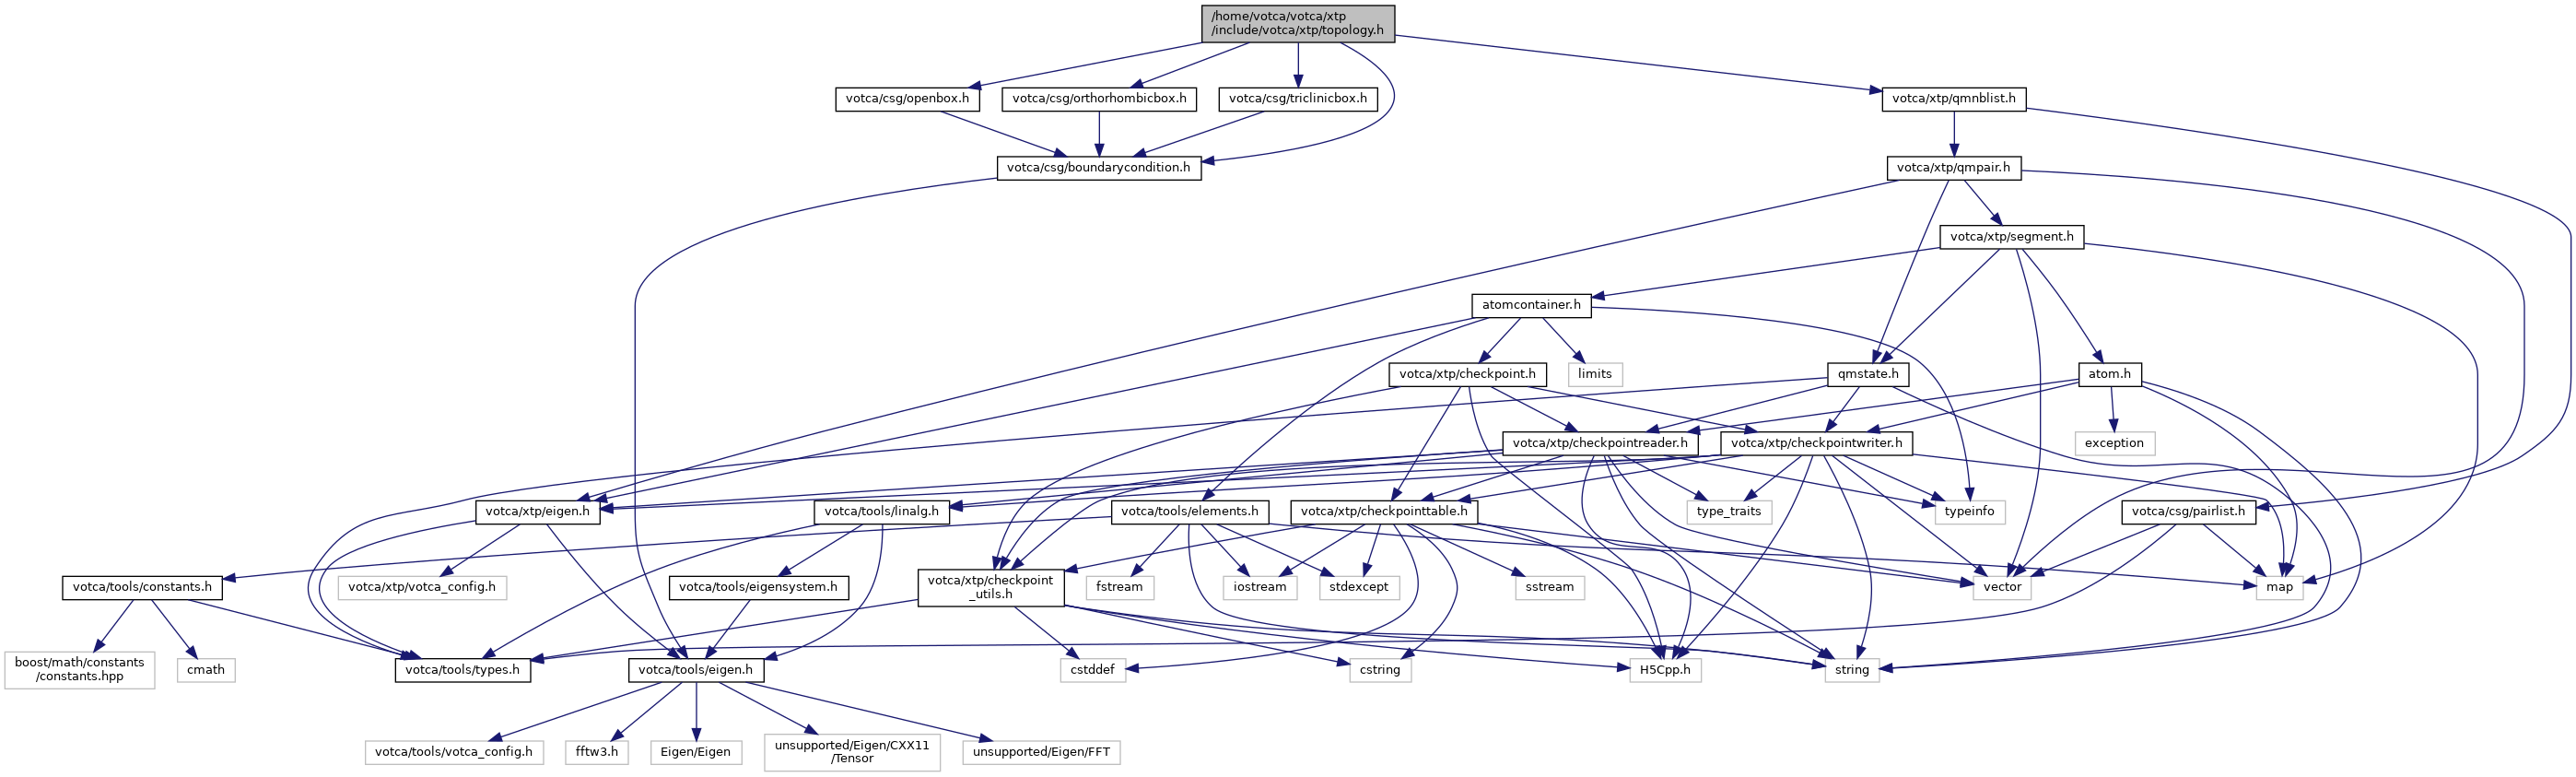 /home/votca/votca/xtp
/include/votca/xtp/topology.h
votca/csg/openbox.h
votca/csg/orthorhombicbox.h
votca/csg/triclinicbox.h
votca/xtp/qmnblist.h
votca/csg/boundarycondition.h
votca/xtp/qmpair.h
votca/xtp/segment.h
atomcontainer.h
votca/xtp/checkpoint.h
limits
qmstate.h
atom.h
votca/xtp/checkpointreader.h
votca/xtp/checkpointwriter.h
exception
votca/xtp/eigen.h
votca/tools/linalg.h
votca/tools/elements.h
votca/xtp/checkpointtable.h
type_traits
typeinfo
votca/csg/pairlist.h
votca/tools/constants.h
votca/xtp/votca_config.h
votca/tools/eigensystem.h
votca/xtp/checkpoint
_utils.h
fstream
iostream
stdexcept
sstream
vector
map
boost/math/constants
/constants.hpp
cmath
votca/tools/types.h
votca/tools/eigen.h
cstddef
cstring
H5Cpp.h
string
votca/tools/votca_config.h
fftw3.h
Eigen/Eigen
unsupported/Eigen/CXX11
/Tensor
unsupported/Eigen/FFT